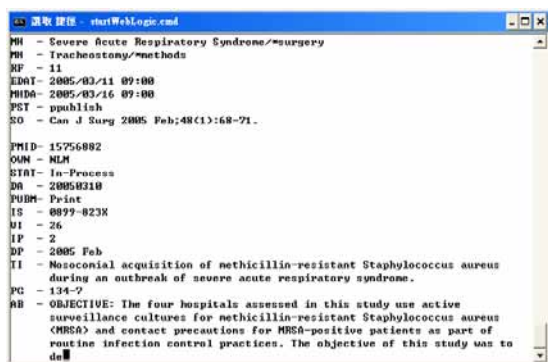 選取 捷徑 - startWebLogic.cmd
MH  - Severe Acute Respiratory Syndrome/*surgery
MH  - Tracheostomy/*methods
RF  - 11
EDAT- 2005/03/11 09:00
MHDA- 2005/03/16 09:00
PST - ppublish
SO  - Can J Surg 2005 Feb;48(1):68-71.

PMID- 15756882
OWN - NLM
STAT- In-Process
DA  - 20050310
PUBM- Print
IS  - 0899-823X
VI  - 26
IP  - 2
DP  - 2005 Feb
TI  - Nosocomial acquisition of methicillin-resistant Staphylococcus aureus
      during an outbreak of severe acute respiratory syndrome.
PG  - 134-7
AB  - OBJECTIVE: The four hospitals assessed in this study use active
      surveillance cultures for methicillin-resistant Staphylococcus aureus
      (MRSA) and contact precautions for MRSA-positive patients as part of
      routine infection control practices. The objective of this study was to
      de